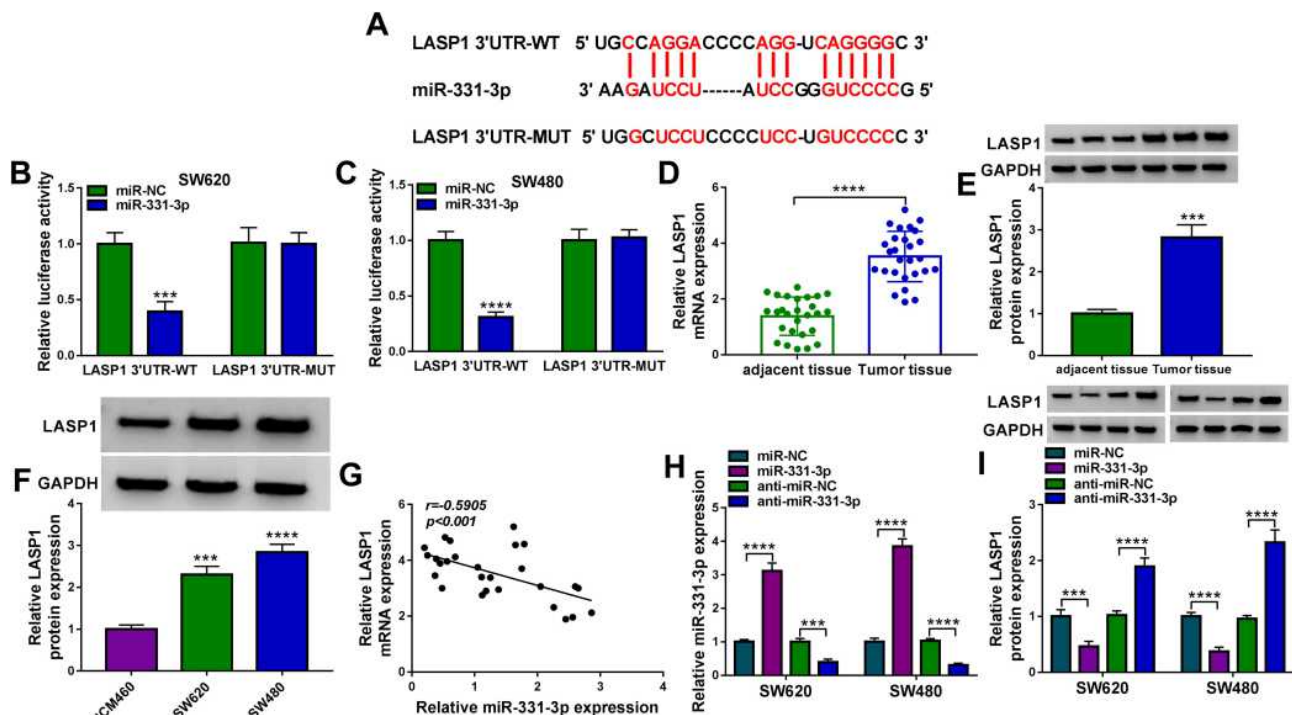 A
LASP1 3'UTR-WT 5' UGCCAGGACCCCAGG-UCAGGGGC 3'
miR-331-3p 3' AAGAUCCU------AUCCGGGUCCCCG 5'
LASP1 3'UTR-MUT 5' UGGCUCCUCCCCUCC-UGUCCCCC 3'
B
SW620
miR-NC
miR-331-3p
Relative luciferase activity
1.5
1.0
0.5
0.0
***
LASP1 3'UTR-WT
LASP1 3'UTR-MUT
C
SW480
miR-NC
miR-331-3p
Relative luciferase activity
1.5
1.0
0.5
0.0
****
LASP1 3'UTR-WT
LASP1 3'UTR-MUT
D
Relative LASP1
mRNA expression
6
4
2
0
****
adjacent tissue
Tumor tissue
E
LASP1
GAPDH
Relative LASP1
protein expression
4
3
2
1
0
***
adjacent tissue
Tumor tissue
F
LASP1
GAPDH
Relative LASP1
protein expression
4
3
2
1
0
***
****
SW620
SW480
G
Relative LASP1
mRNA expression
6
4
2
0
r=-0.5905
p<0.001
0
1
2
3
4
Relative miR-331-3p expression
H
miR-NC
miR-331-3p
anti-miR-NC
anti-miR-331-3p
Relative miR-331-3p expression
5
4
3
2
1
0
****
***
****
****
SW620
SW480
I
LASP1
GAPDH
miR-NC
miR-331-3p
anti-miR-NC
anti-miR-331-3p
Relative LASP1
protein expression
3
2
1
0
***
****
****
****
SW620
SW480